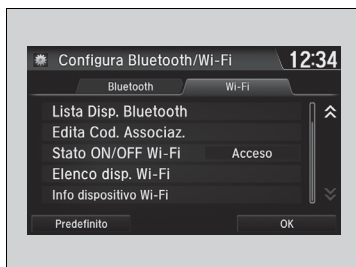 Configura Bluetooth/Wi-Fi 12:34
Bluetooth Wi-Fi
Lista Disp. Bluetooth
Edita Cod. Associaz.
Stato ON/OFF Wi-Fi Acceso
Elenco disp. Wi-Fi
Info dispositivo Wi-Fi
Predefinito OK